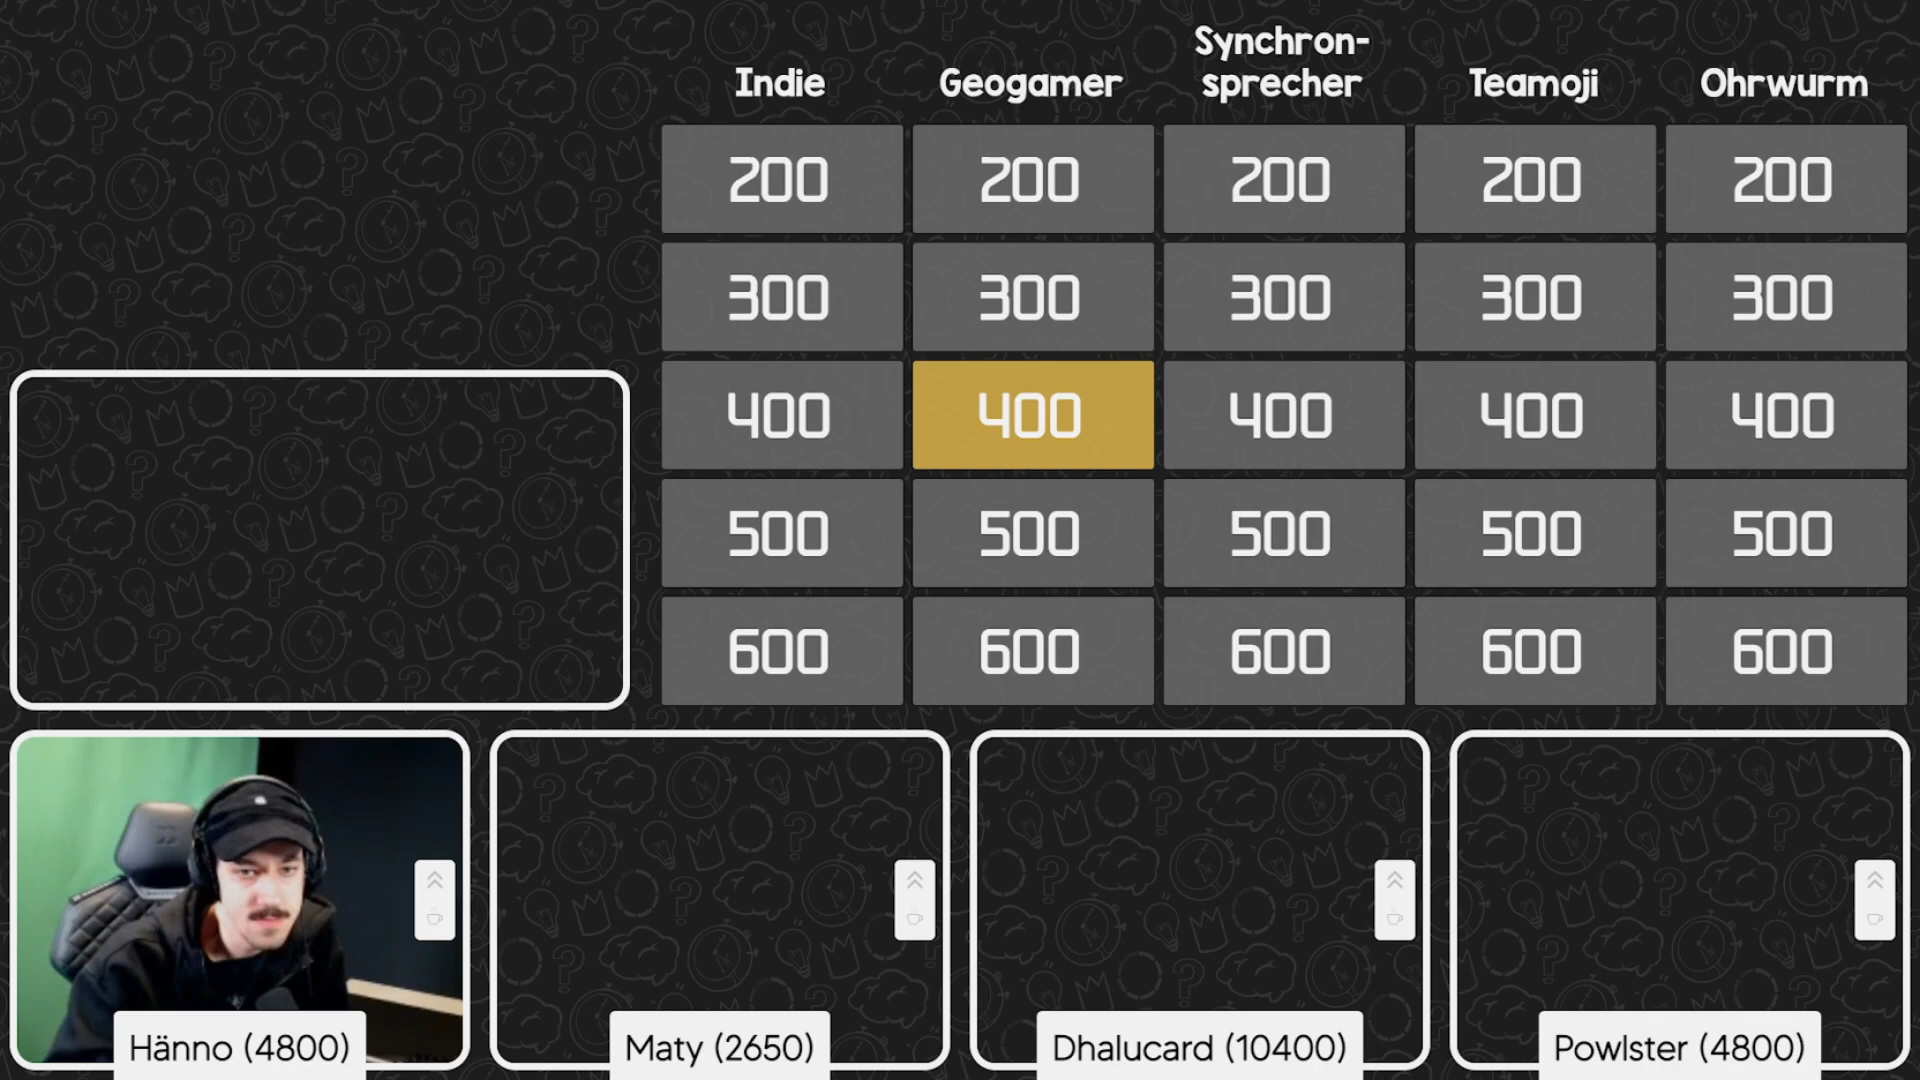 Indie
Geogamer
Synchron-
sprecher
Teamoji
Ohrwurm
200 200 200 200 200
300 300 300 300 300
400 400 400 400 400
500 500 500 500 500
600 600 600 600 600
Hänno (4800)
Maty (2650)
Dhalucard (10400)
Powlster (4800)